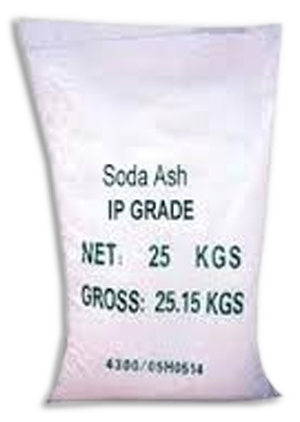 Soda Ash
IP GRADE
NET: 25 KGS
GROSS: 25.15 KGS
4300/05H0514